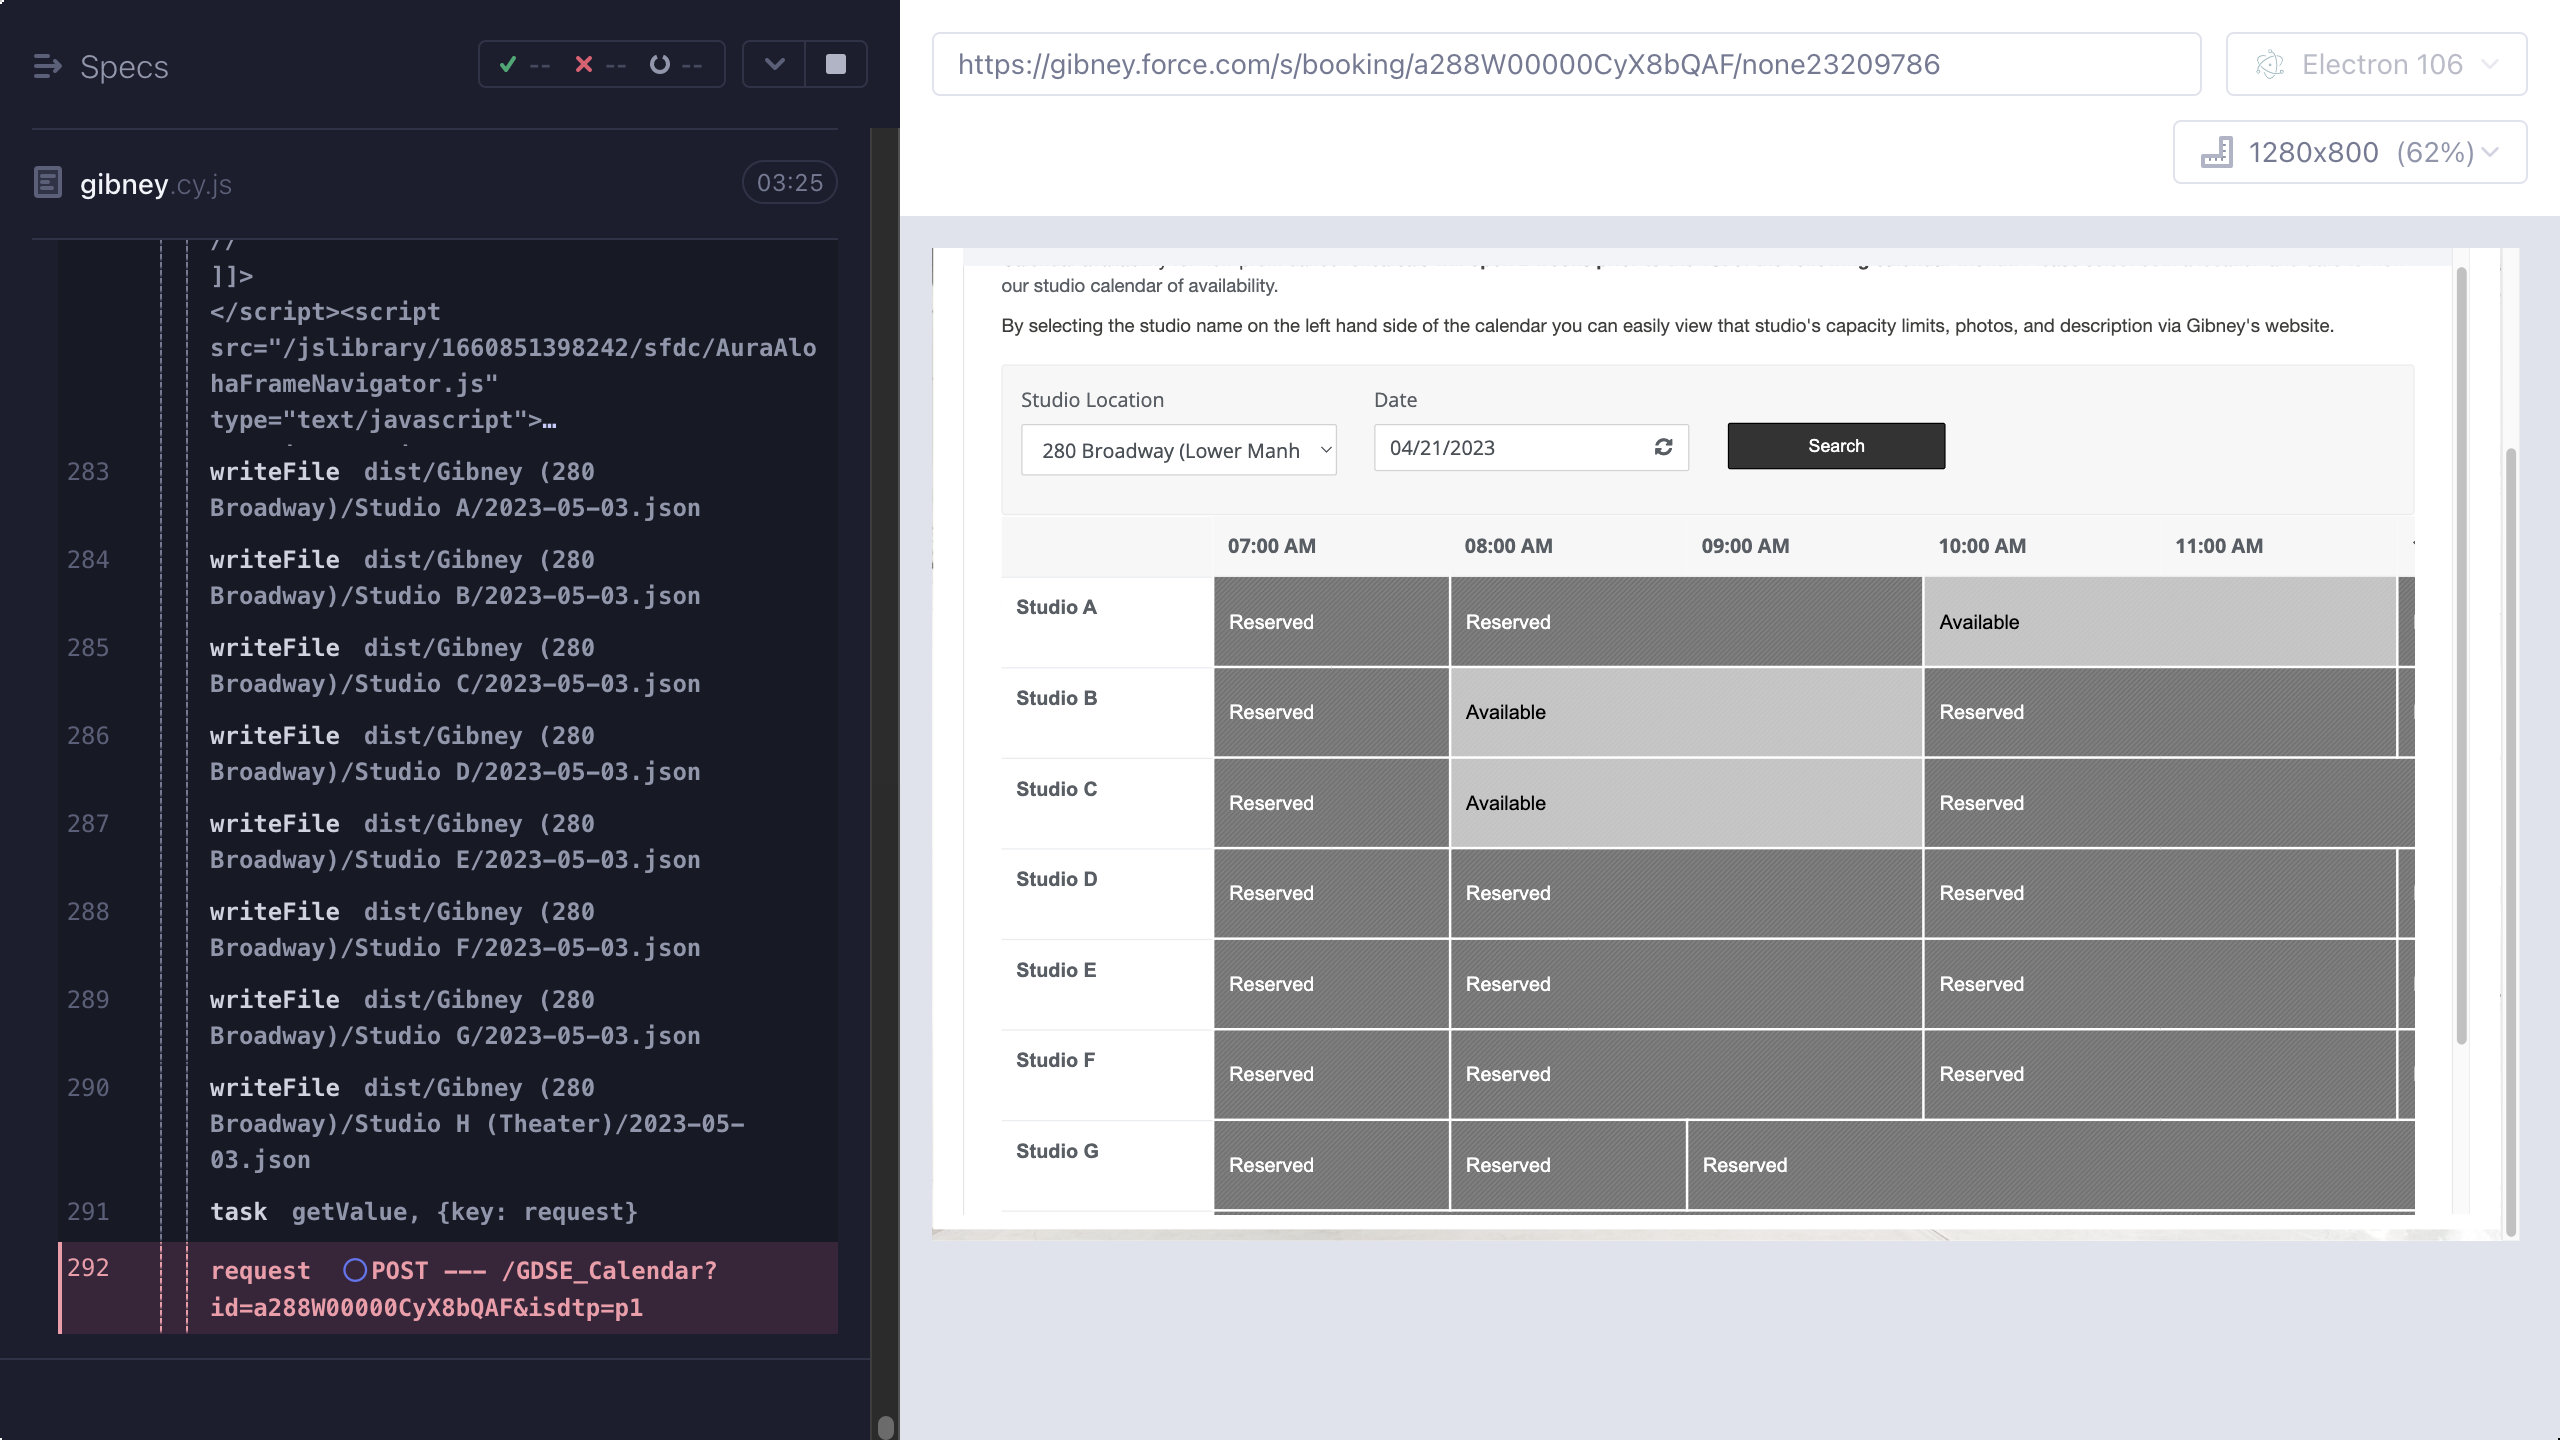 Specs
-- -- --
gibney.cy.js
03:25
//
]]>
</script><script
src="/jslibrary/1660851398242/sfdc/AuraAlo
haFrameNavigator.js"
type="text/javascript">…
283 writeFile dist/Gibney (280
Broadway)/Studio A/2023-05-03.json
284 writeFile dist/Gibney (280
Broadway)/Studio B/2023-05-03.json
285 writeFile dist/Gibney (280
Broadway)/Studio C/2023-05-03.json
286 writeFile dist/Gibney (280
Broadway)/Studio D/2023-05-03.json
287 writeFile dist/Gibney (280
Broadway)/Studio E/2023-05-03.json
288 writeFile dist/Gibney (280
Broadway)/Studio F/2023-05-03.json
289 writeFile dist/Gibney (280
Broadway)/Studio G/2023-05-03.json
290 writeFile dist/Gibney (280
Broadway)/Studio H (Theater)/2023-05-
03.json
291 task getValue, {key: request}
292 request POST --- /GDSE_Calendar?
id=a288W00000CyX8bQAF&isdtp=p1
https://gibney.force.com/s/booking/a288W00000CyX8bQAF/none23209786
Electron 106
1280x800 (62%)
our studio calendar of availability.
By selecting the studio name on the left hand side of the calendar you can easily view that studio's capacity limits, photos, and description via Gibney's website.
Studio Location Date
280 Broadway (Lower Manh 04/21/2023 Search
07:00 AM 08:00 AM 09:00 AM 10:00 AM 11:00 AM
Studio A Reserved Reserved Available
Studio B Reserved Available Reserved
Studio C Reserved Available Reserved
Studio D Reserved Reserved Reserved
Studio E Reserved Reserved Reserved
Studio F Reserved Reserved Reserved
Studio G Reserved Reserved Reserved